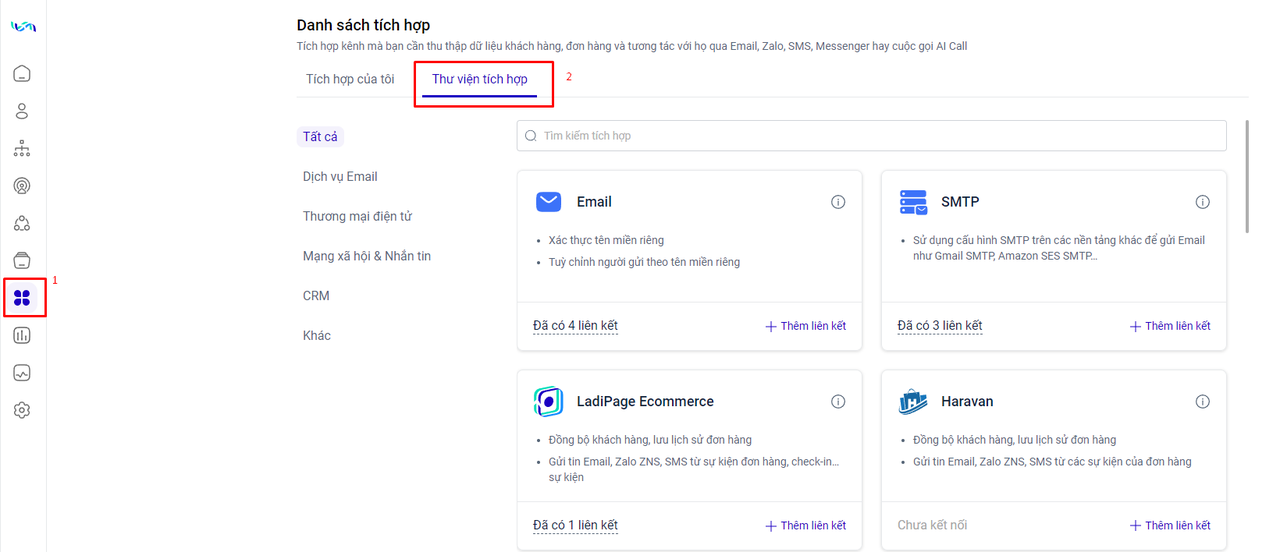 Danh sách tích hợp
Tích hợp kênh mà bạn cần thu thập dữ liệu khách hàng, đơn hàng và tương tác với họ qua Email, Zalo, SMS, Messenger hay cuộc gọi AI Call
Tích hợp của tôi
Thư viện tích hợp
2
Tất cả
Dịch vụ Email
Thương mại điện tử
Mạng xã hội & Nhắn tin
1
CRM
Khác
Tìm kiếm tích hợp
Email
Xác thực tên miền riêng
Tuỳ chỉnh người gửi theo tên miền riêng
Đã có 4 liên kết
Thêm liên kết
SMTP
Sử dụng cấu hình SMTP trên các nền tảng khác để gửi Email
như Gmail SMTP, Amazon SES SMTP...
Đã có 3 liên kết
Thêm liên kết
LadiPage Ecommerce
Đồng bộ khách hàng, lưu lịch sử đơn hàng
Gửi tin Email, Zalo ZNS, SMS từ sự kiện đơn hàng, check-in...
sự kiện
Đã có 1 liên kết
Thêm liên kết
Haravan
Đồng bộ khách hàng, lưu lịch sử đơn hàng
Gửi tin Email, Zalo ZNS, SMS từ các sự kiện của đơn hàng
Chưa kết nối
Thêm liên kết